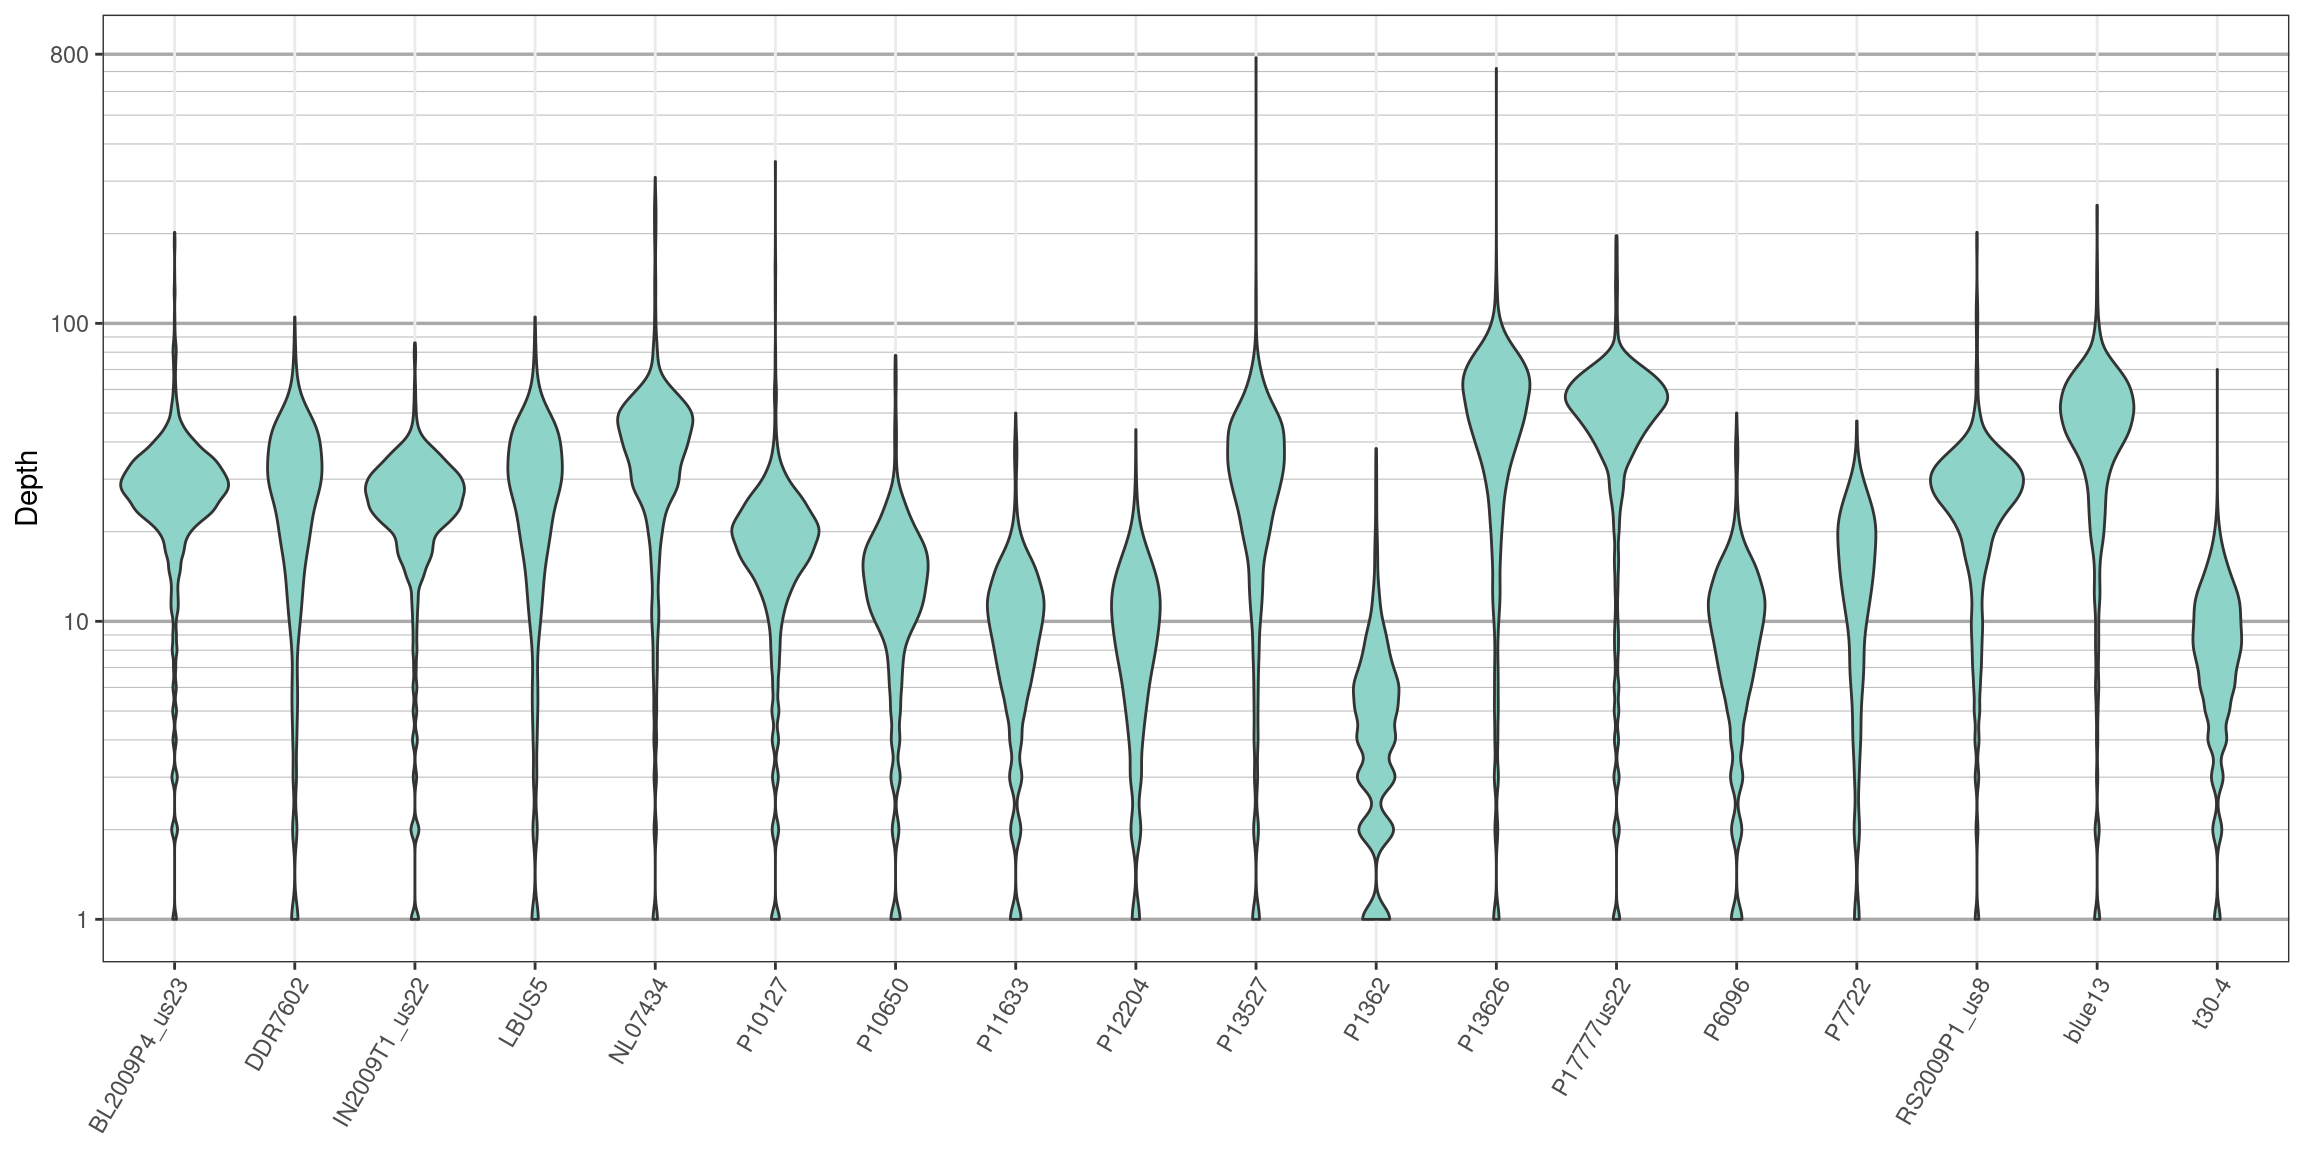 800
100
10
1
Depth
BL2009P4_us23
DDR7602
IN2009T1_us22
LBUS5
NL07434
P10127
P10650
P11633
P12204
P13527
P1362
P13626
P17777us22
P6096
P7722
RS2009P1_us8
blue13
t30-4